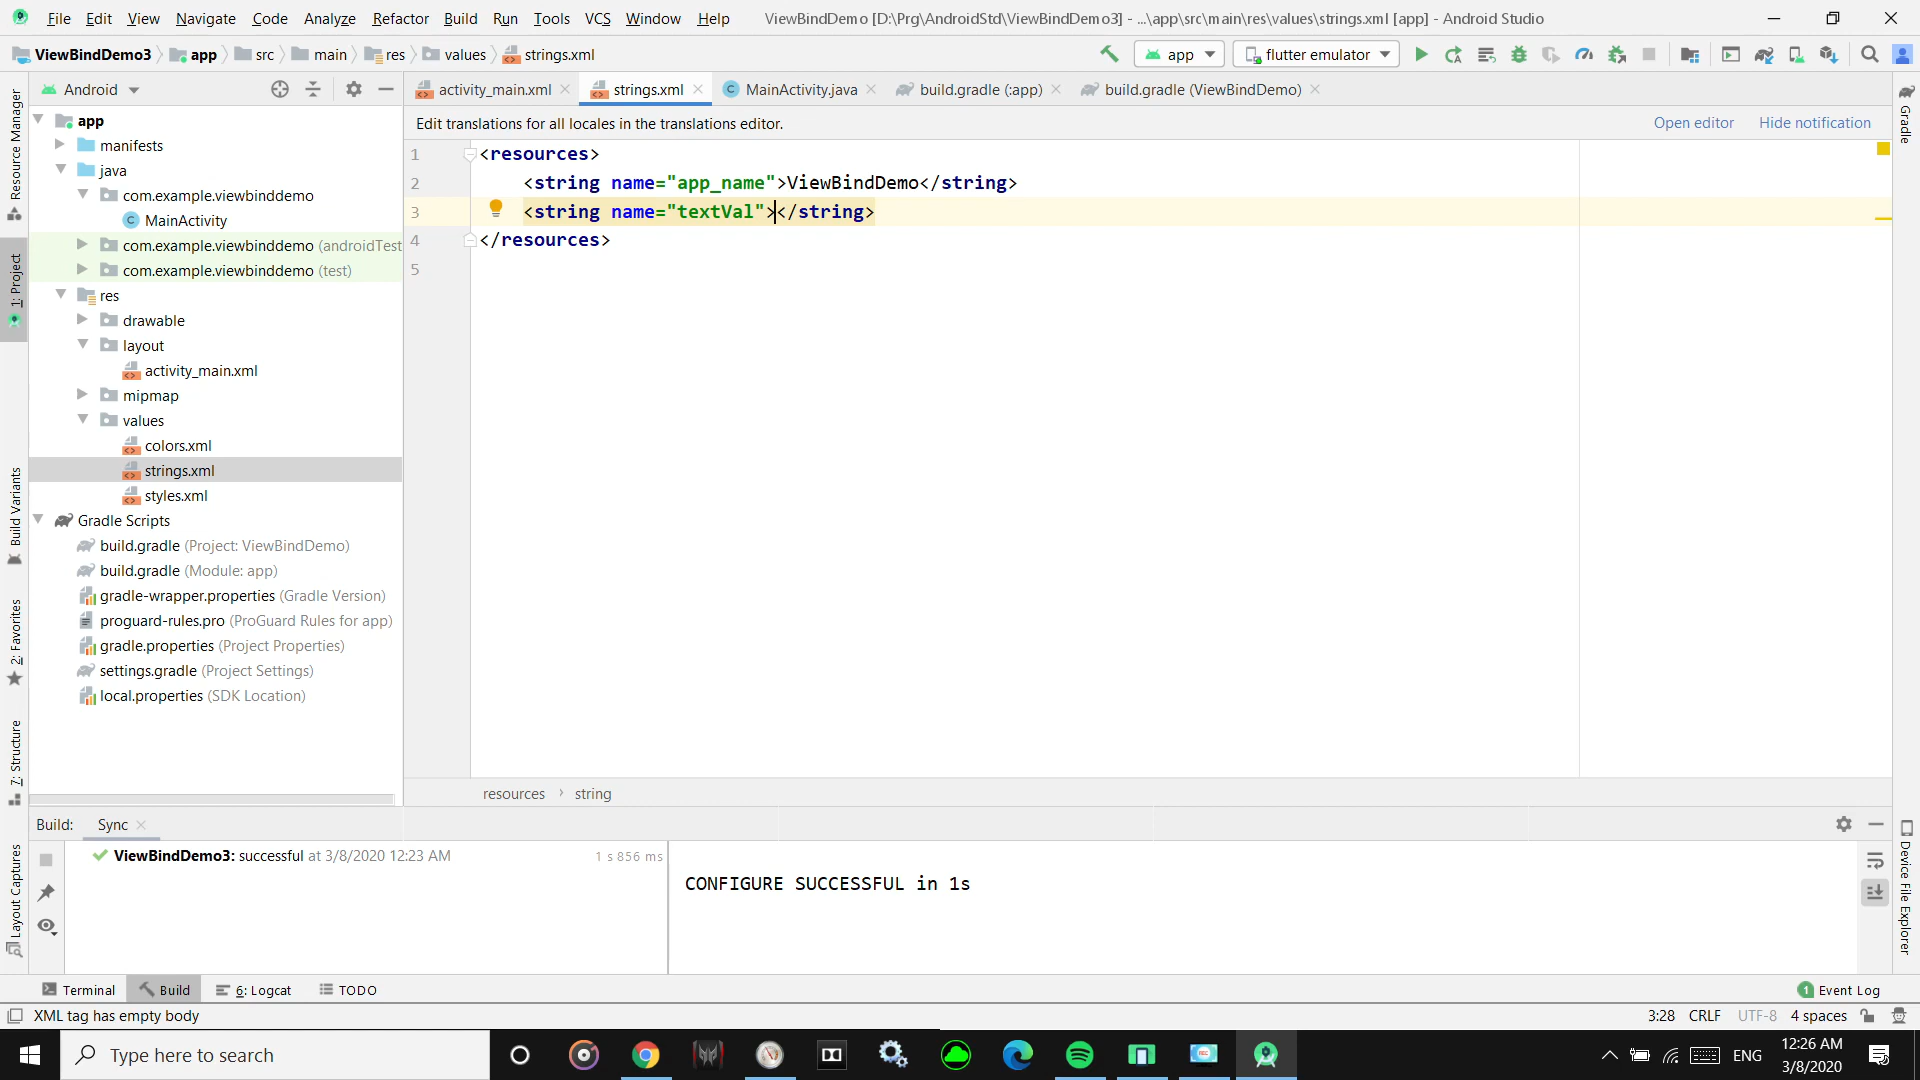 File Edit View Navigate Code Analyze Refactor Build Run Tools VCS Window Help ViewBindDemo [D:\Prg\AndroidStd\ViewBindDemo3] - ...\app\src\main\res\values\strings.xml [app] - Android Studio
ViewBindDemo3 app src main res values strings.xml app flutter emulator
Android activity_main.xml strings.xml MainActivity.java build.gradle (:app) build.gradle (ViewBindDemo)
Edit translations for all locales in the translations editor. Open editor Hide notification
Resource Manager
1: Project
Build Variants
2: Favorites
7: Structure
Layout Captures
app
manifests
java
com.example.viewbinddemo
MainActivity
com.example.viewbinddemo (androidTest
com.example.viewbinddemo (test)
res
drawable
layout
activity_main.xml
mipmap
values
colors.xml
strings.xml
styles.xml
Gradle Scripts
build.gradle (Project: ViewBindDemo)
build.gradle (Module: app)
gradle-wrapper.properties (Gradle Version)
proguard-rules.pro (ProGuard Rules for app)
gradle.properties (Project Properties)
settings.gradle (Project Settings)
local.properties (SDK Location)
1 <resources>
2 <string name="app_name">ViewBindDemo</string>
3 <string name="textVal"></string>
4 </resources>
5
resources › string
Gradle
Device File Explorer
Build: Sync
ViewBindDemo3: successful at 3/8/2020 12:23 AM 1 s 856 ms
CONFIGURE SUCCESSFUL in 1s
Terminal Build 6: Logcat TODO 1 Event Log
XML tag has empty body 3:28 CRLF UTF-8 4 spaces
Type here to search ENG 12:26 AM
3/8/2020